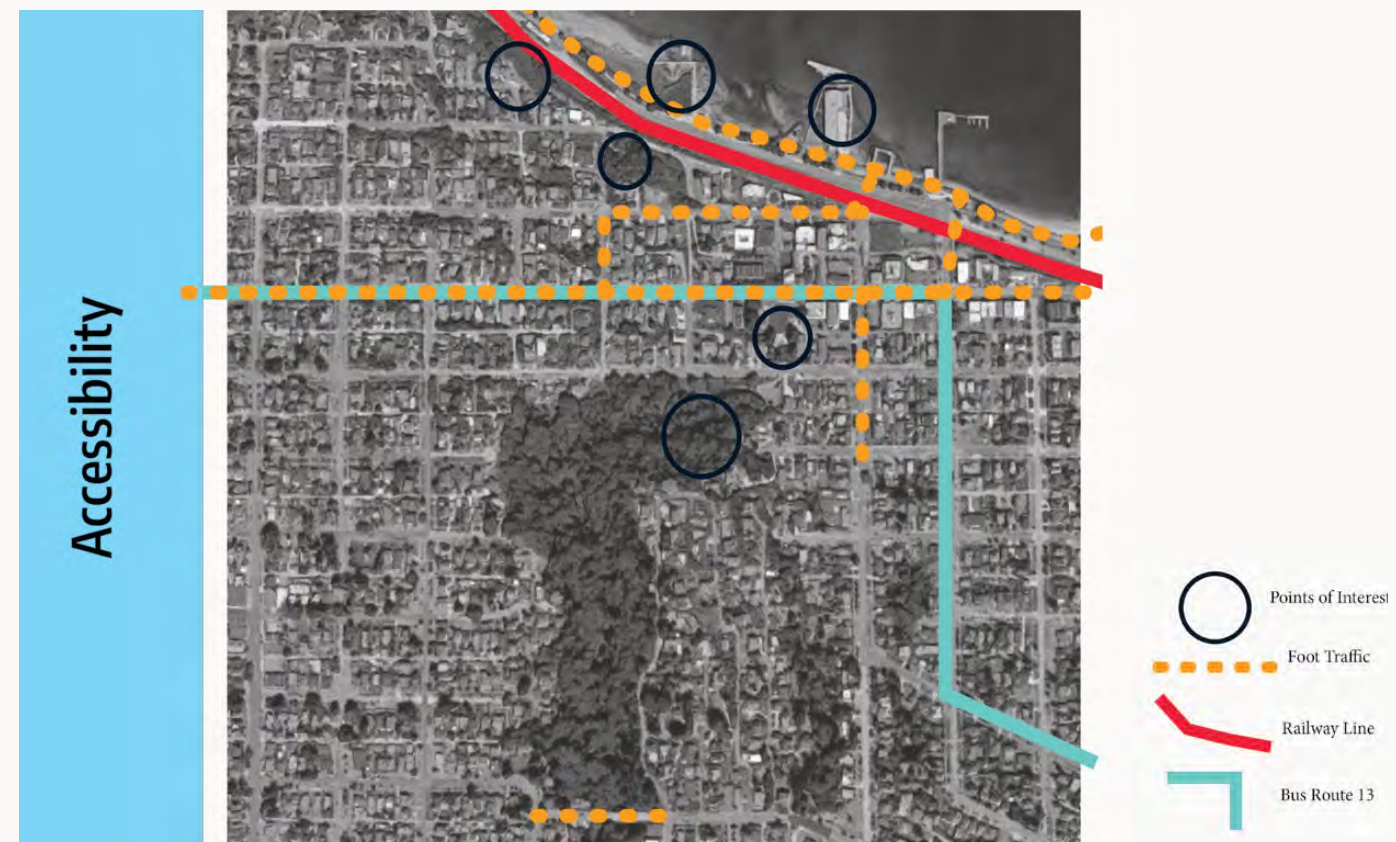 Accessibility
Points of Interest
Foot Traffic
Railway Line
Bus Route 13